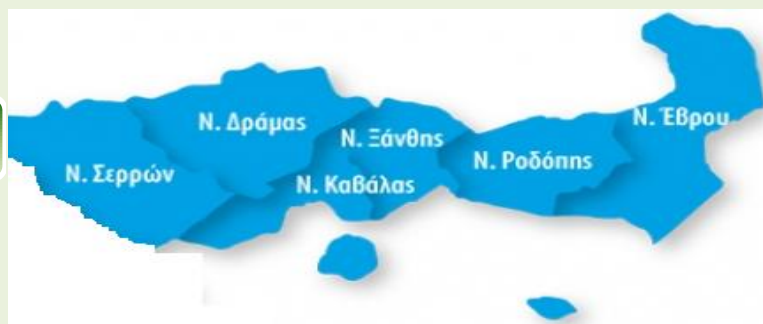 Ν. Έβρου
Ν. Δράμας
Ν. Ξάνθης
Ν. Ροδόπης
Ν. Σερρών
Ν. Καβάλας